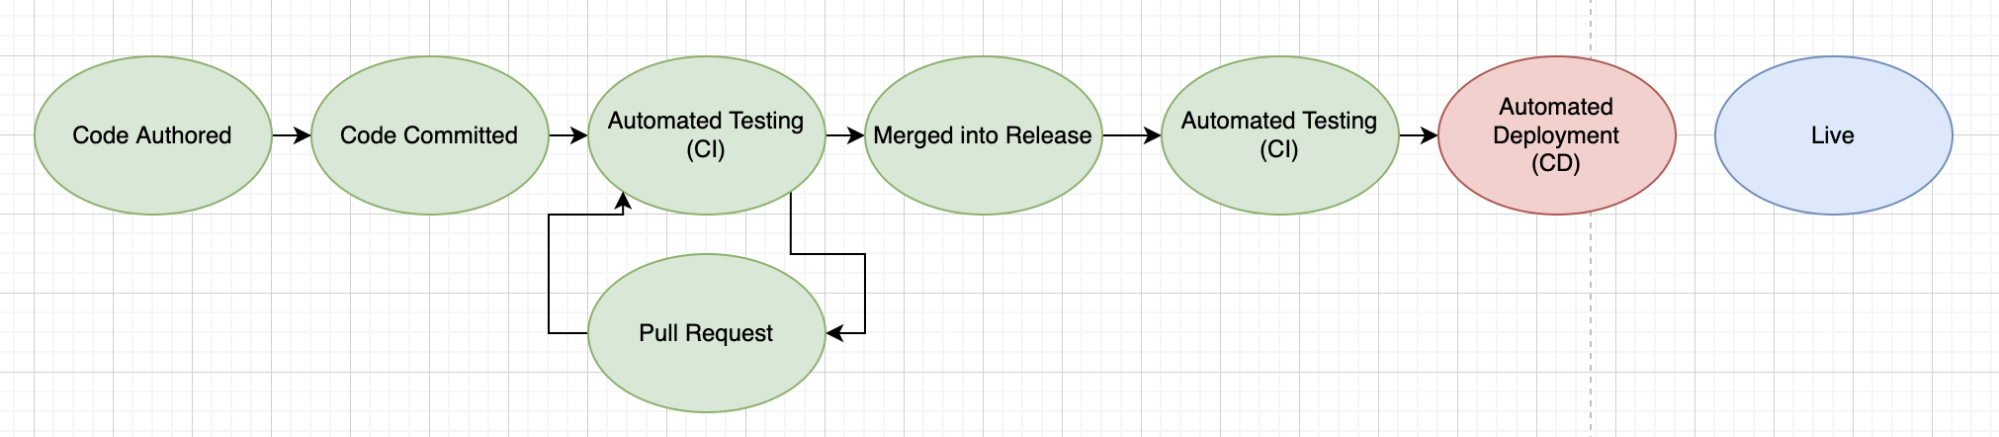 Code Authored
Code Committed
Automated Testing
(CI)
Merged into Release
Automated Testing
(CI)
Automated
Deployment
(CD)
Live
Pull Request